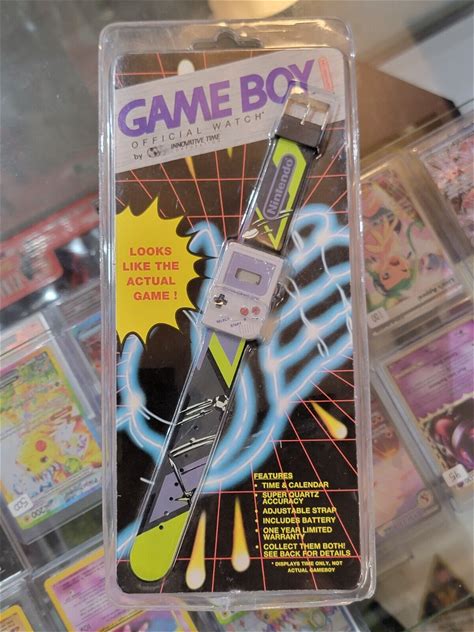 GAME BOY
OFFICIAL WATCH
by INNOVATIVE TIME
Nintendo
LOOKS
LIKE THE
ACTUAL
GAME !
SELECT
START
FEATURES
• TIME & CALENDAR
• SUPER QUARTZ
ACCURACY
• ADJUSTABLE STRAP
• INCLUDES BATTERY
• ONE YEAR LIMITED
WARRANTY
• COLLECT THEM BOTH!
SEE BACK FOR DETAILS
* DISPLAYS TIME ONLY, NOT
ACTUAL GAMEBOY